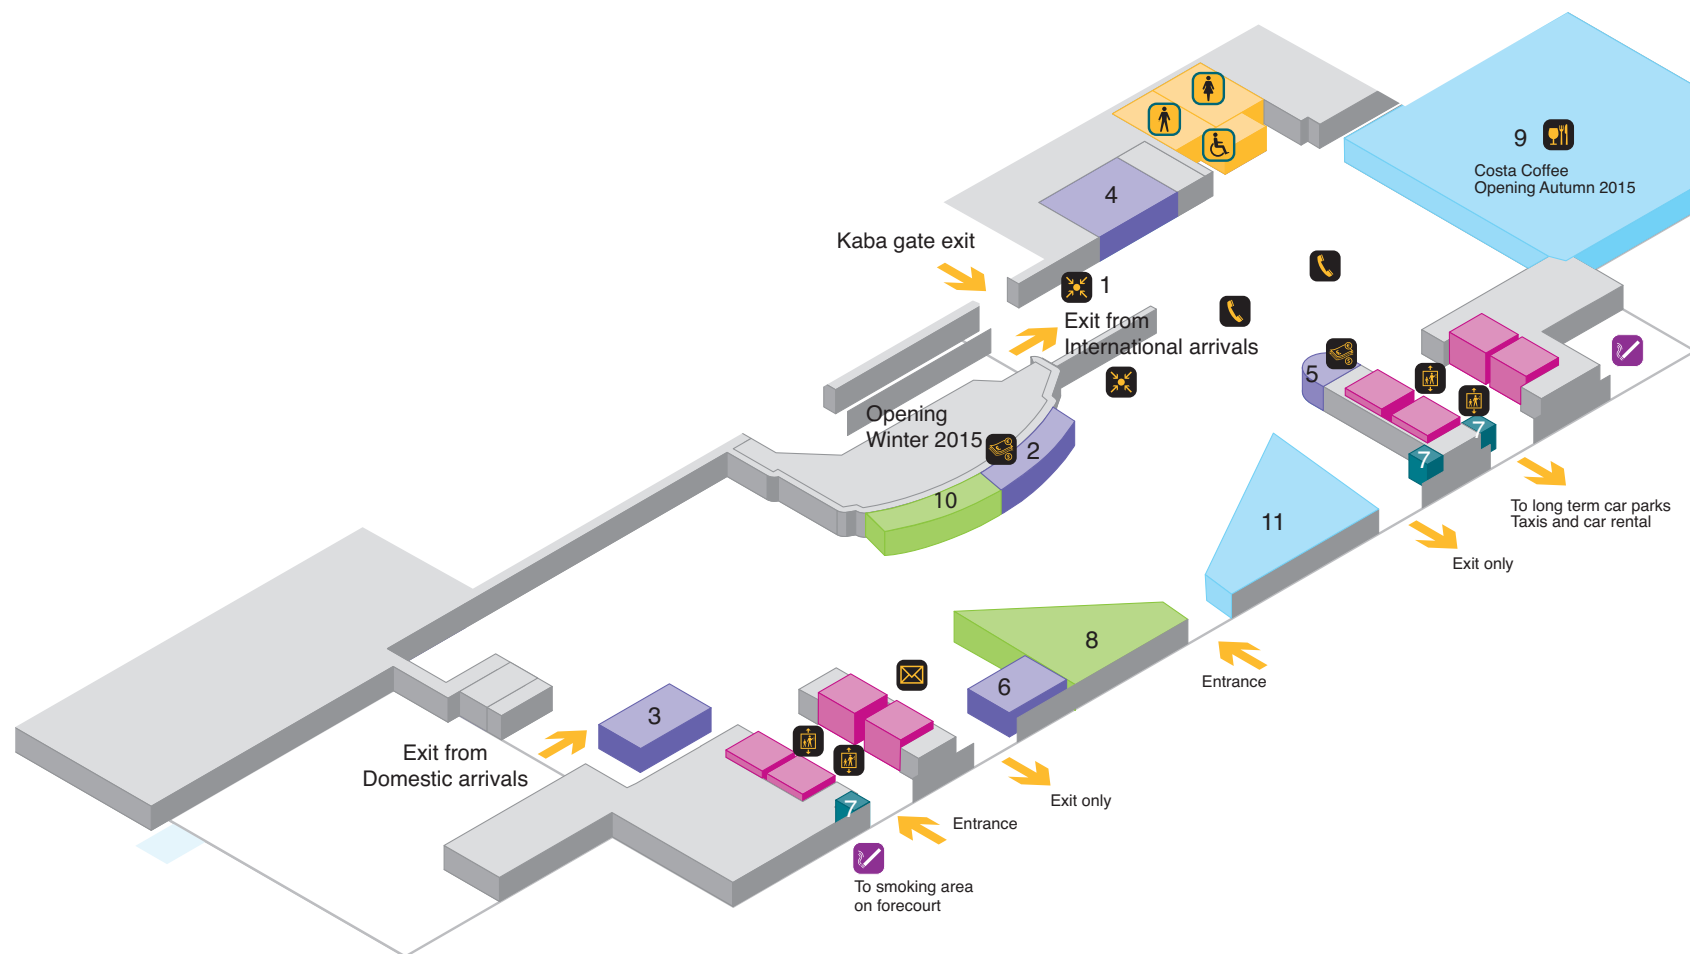 9
Costa Coffee
Opening Autumn 2015
4
Kaba gate exit
1
Exit from
International arrivals
5
Opening
Winter 2015
2
7
7
10
To long term car parks
Taxis and car rental
11
Exit only
8
Entrance
6
3
Exit from
Domestic arrivals
Exit only
7
Entrance
To smoking area
on forecourt